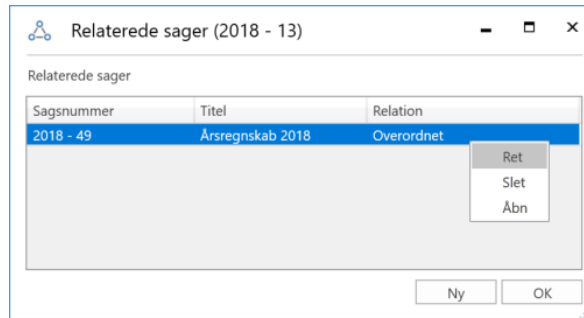 Relaterede sager (2018 - 13)
Relaterede sager
Sagsnummer Titel Relation
2018 - 49 Årsregnskab 2018 Overordnet
Ret
Slet
Åbn
Ny OK